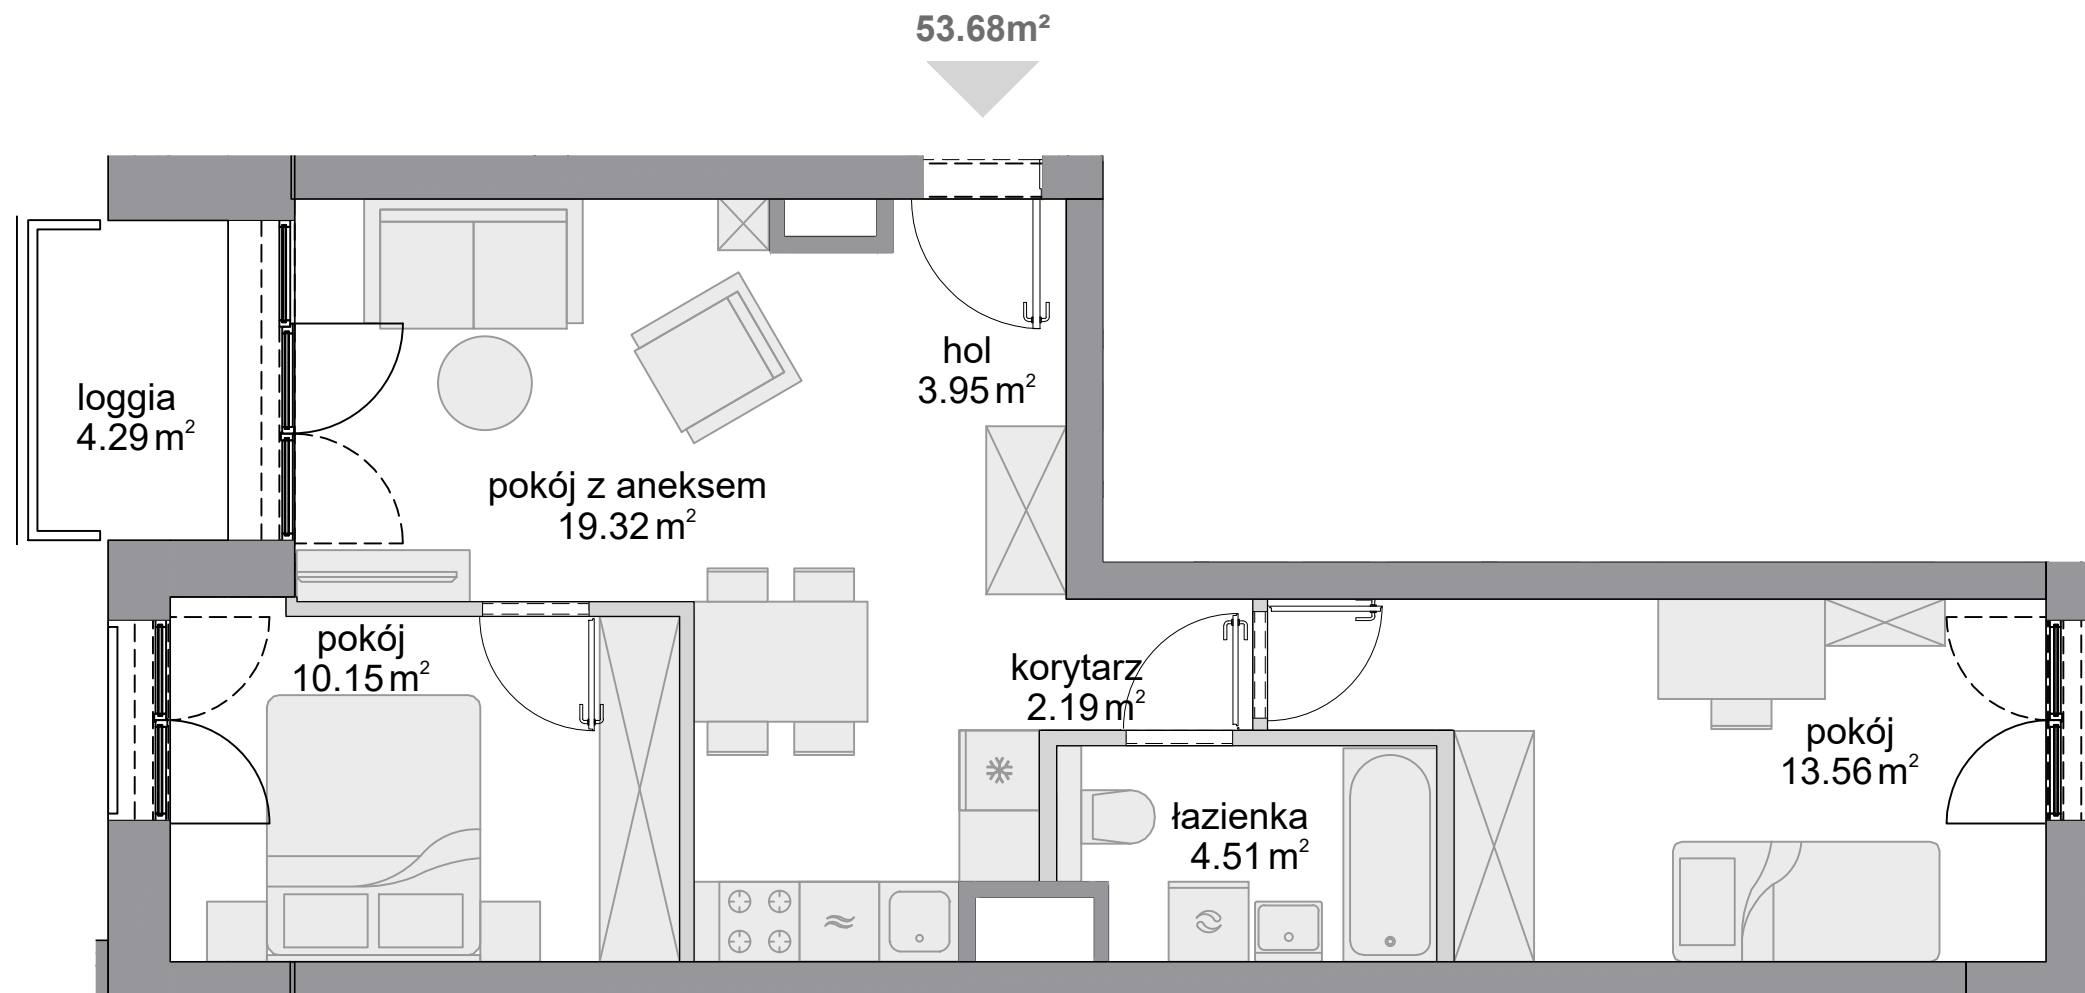 53.68m²
hol
3.95 m²
loggia
4.29 m²
pokój z aneksem
19.32 m²
pokój
10.15 m²
korytarz
2.19 m²
pokój
13.56 m²
łazienka
4.51 m²